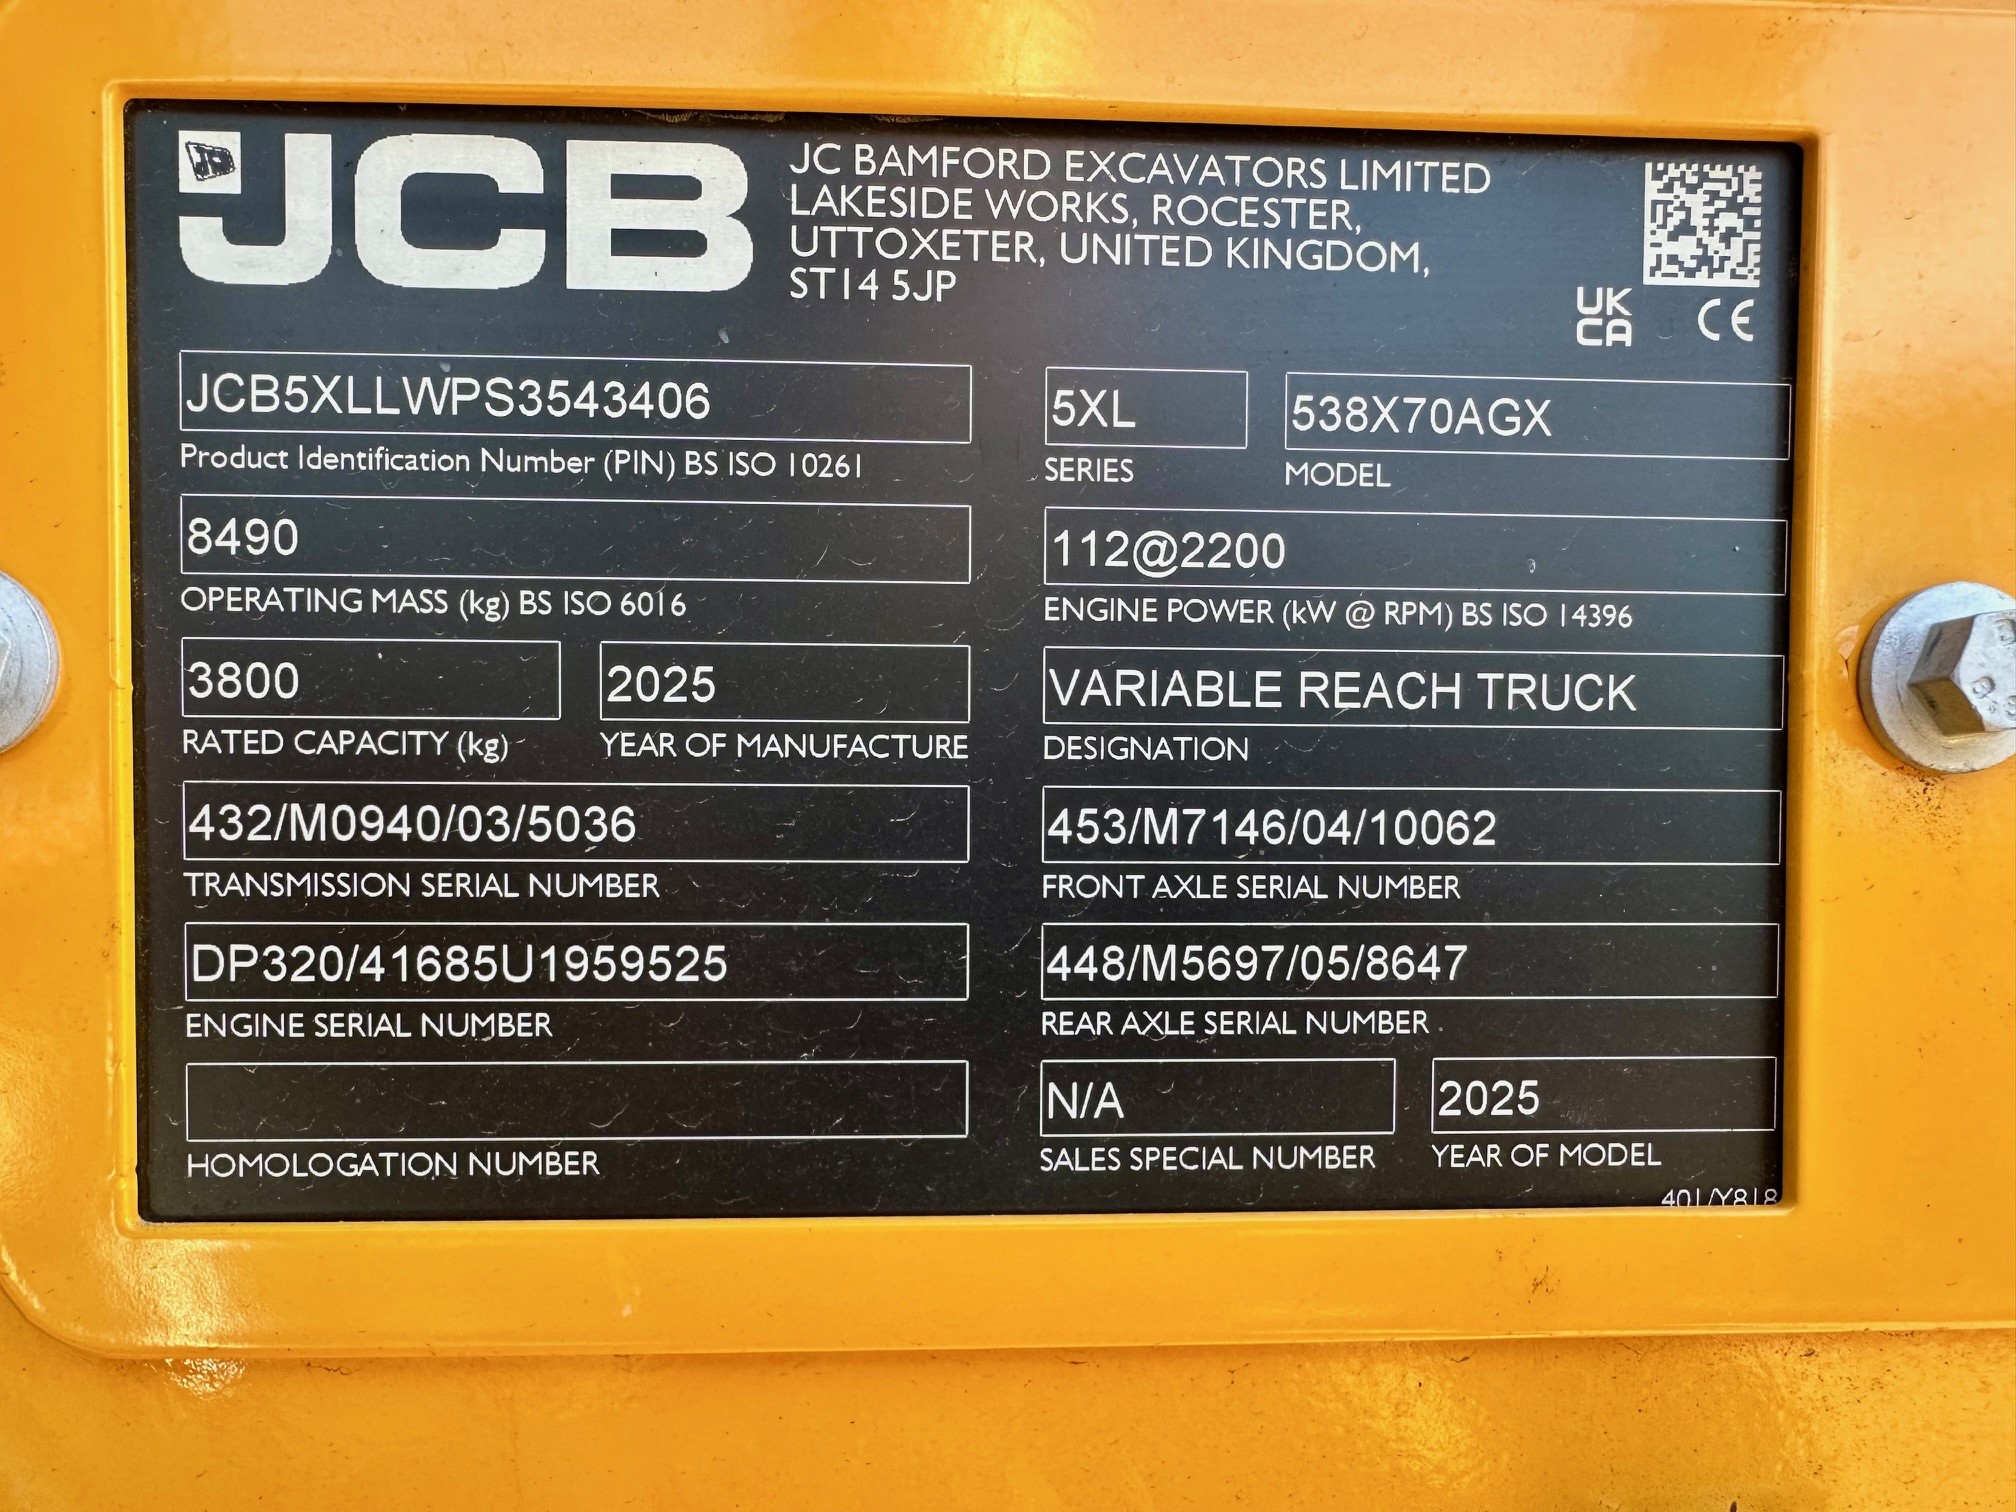 JCB
JC BAMFORD EXCAVATORS LIMITED
LAKESIDE WORKS, ROCESTER,
UTTOXETER, UNITED KINGDOM,
ST14 5JP
UK
CA
CE
JCB5XLLWPS3543406
Product Identification Number (PIN) BS ISO 10261
5XL
SERIES
538X70AGX
MODEL
8490
OPERATING MASS (kg) BS ISO 6016
112@2200
ENGINE POWER (kW @ RPM) BS ISO 14396
3800
RATED CAPACITY (kg)
2025
YEAR OF MANUFACTURE
VARIABLE REACH TRUCK
DESIGNATION
432/M0940/03/5036
TRANSMISSION SERIAL NUMBER
453/M7146/04/10062
FRONT AXLE SERIAL NUMBER
DP320/41685U1959525
ENGINE SERIAL NUMBER
448/M5697/05/8647
REAR AXLE SERIAL NUMBER
HOMOLOGATION NUMBER
N/A
SALES SPECIAL NUMBER
2025
YEAR OF MODEL
401/Y818